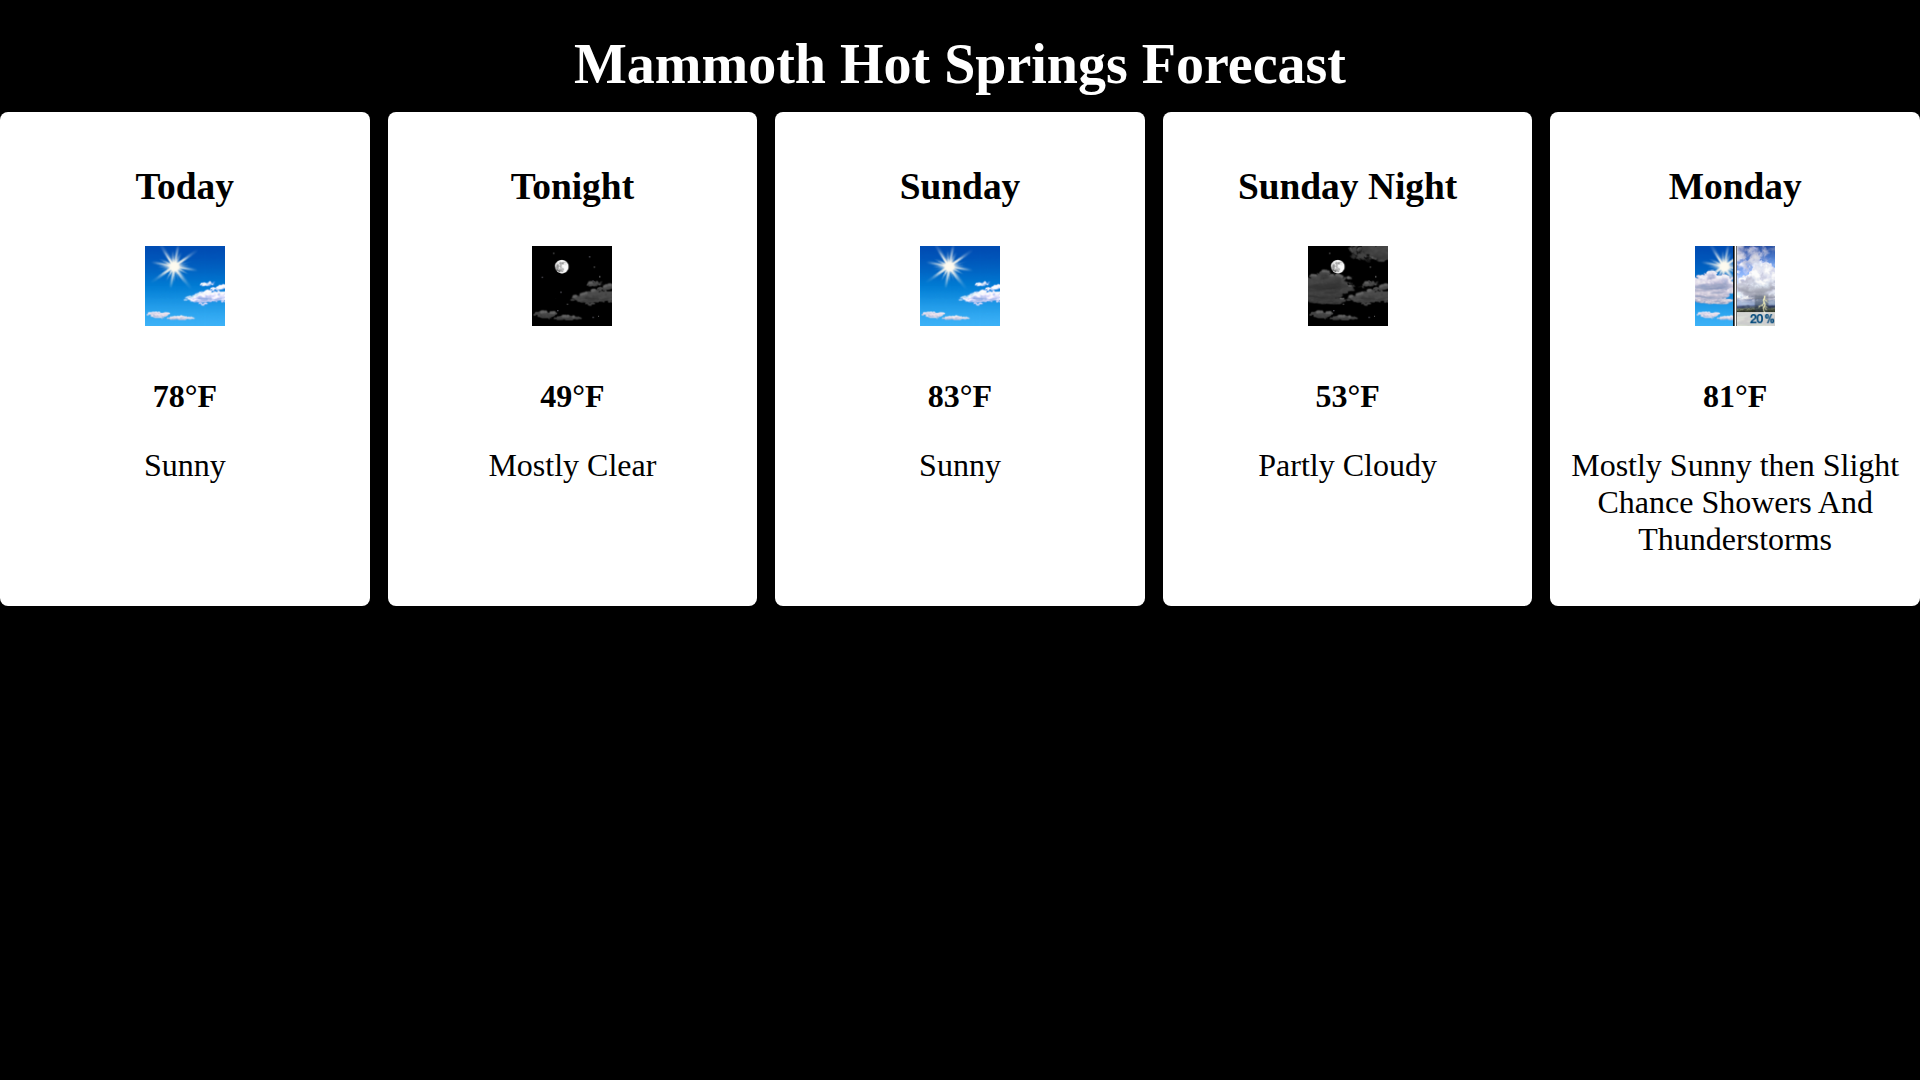 Mammoth Hot Springs Forecast
Today
78°F
Sunny
Tonight
49°F
Mostly Clear
Sunday
83°F
Sunny
Sunday Night
53°F
Partly Cloudy
Monday
20%
81°F
Mostly Sunny then Slight
Chance Showers And
Thunderstorms